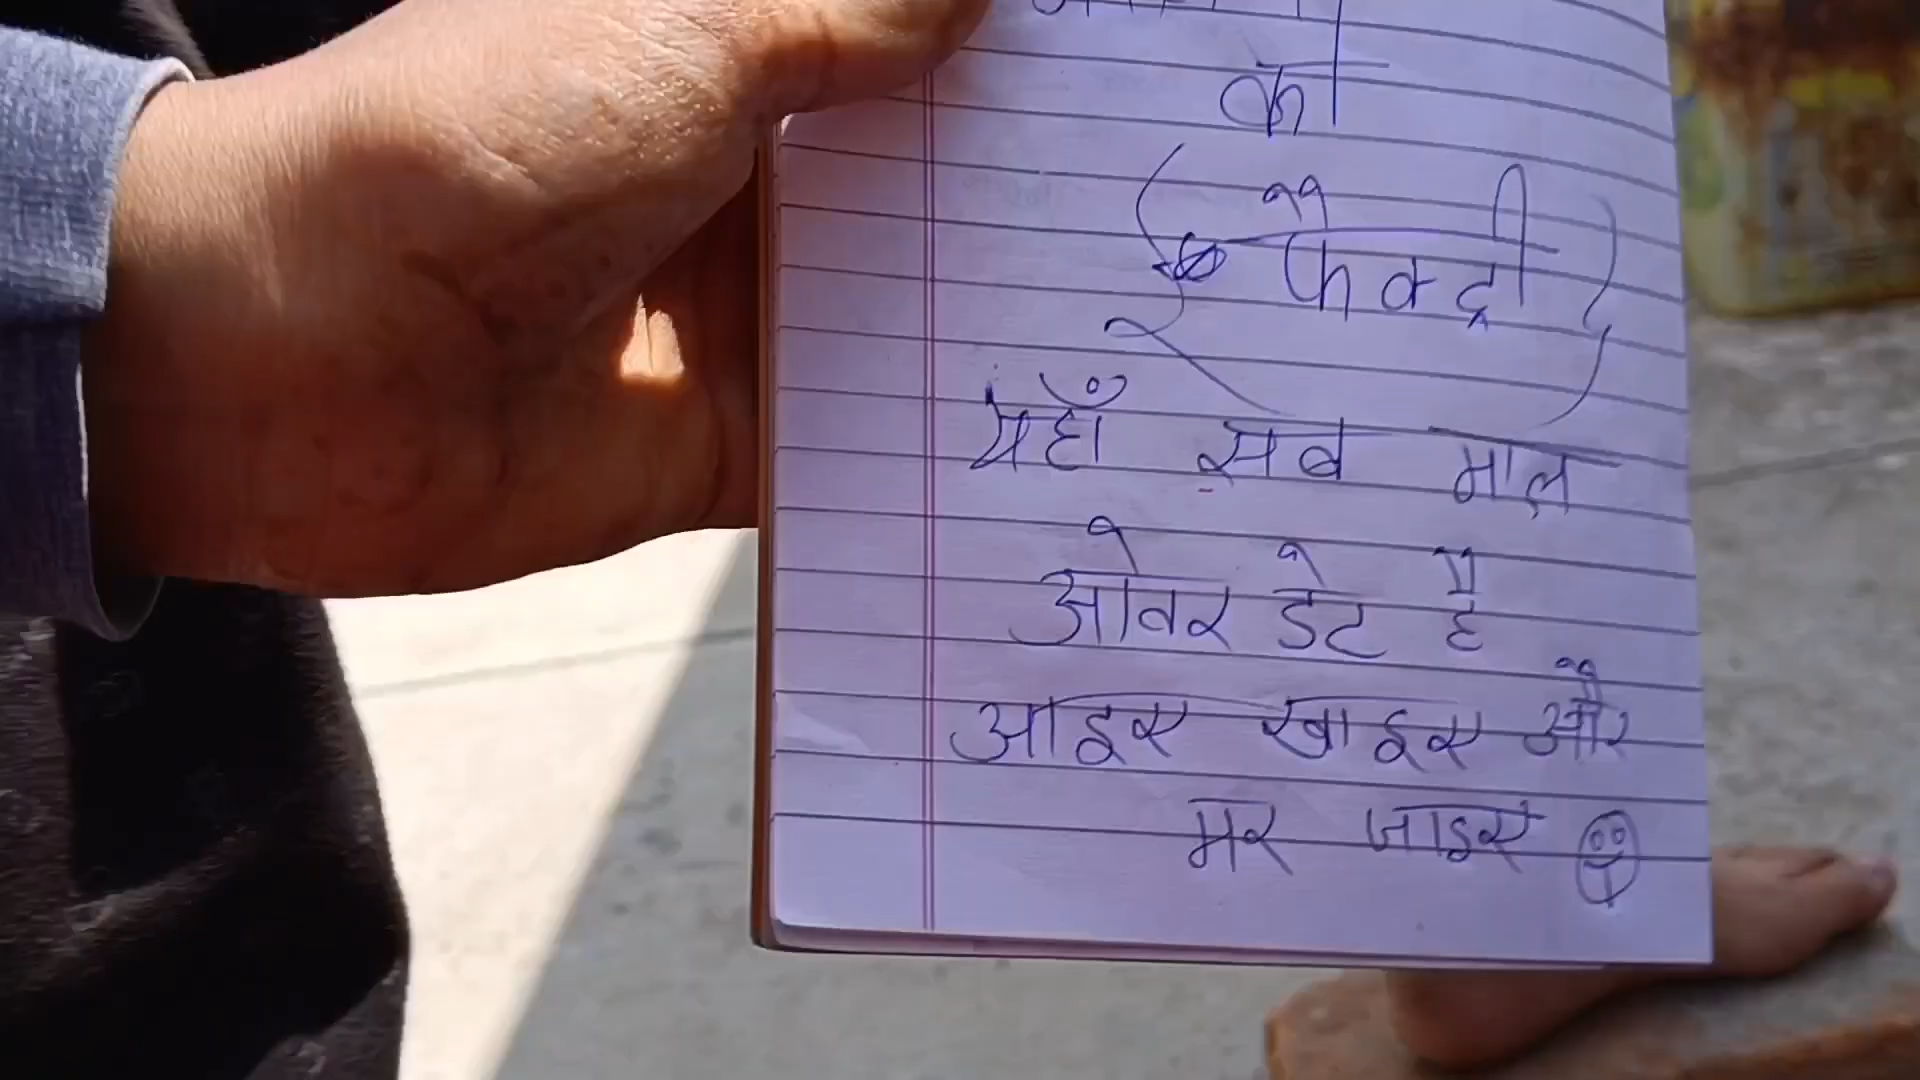 का
फैक्ट्री
यहाँ सब माल
ओवर डेट है
आइए खाइए और
मर जाइए